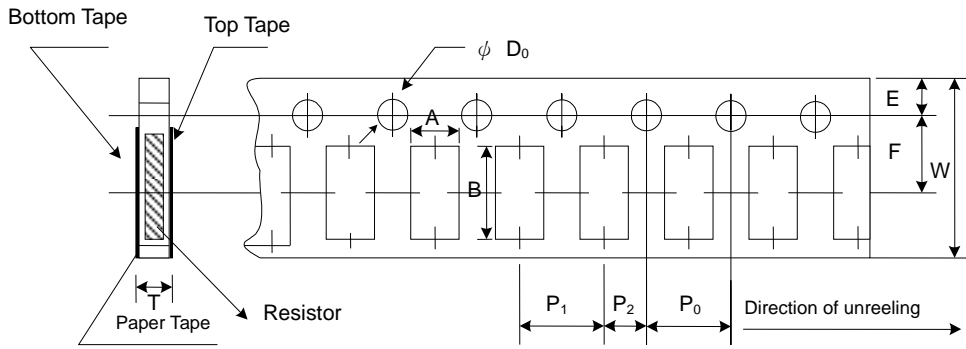 Bottom Tape
Top Tape
ψ D₀
E
A
F
W
B
T
Paper Tape
Resistor
P₁
P₂
P₀
Direction of unreeling